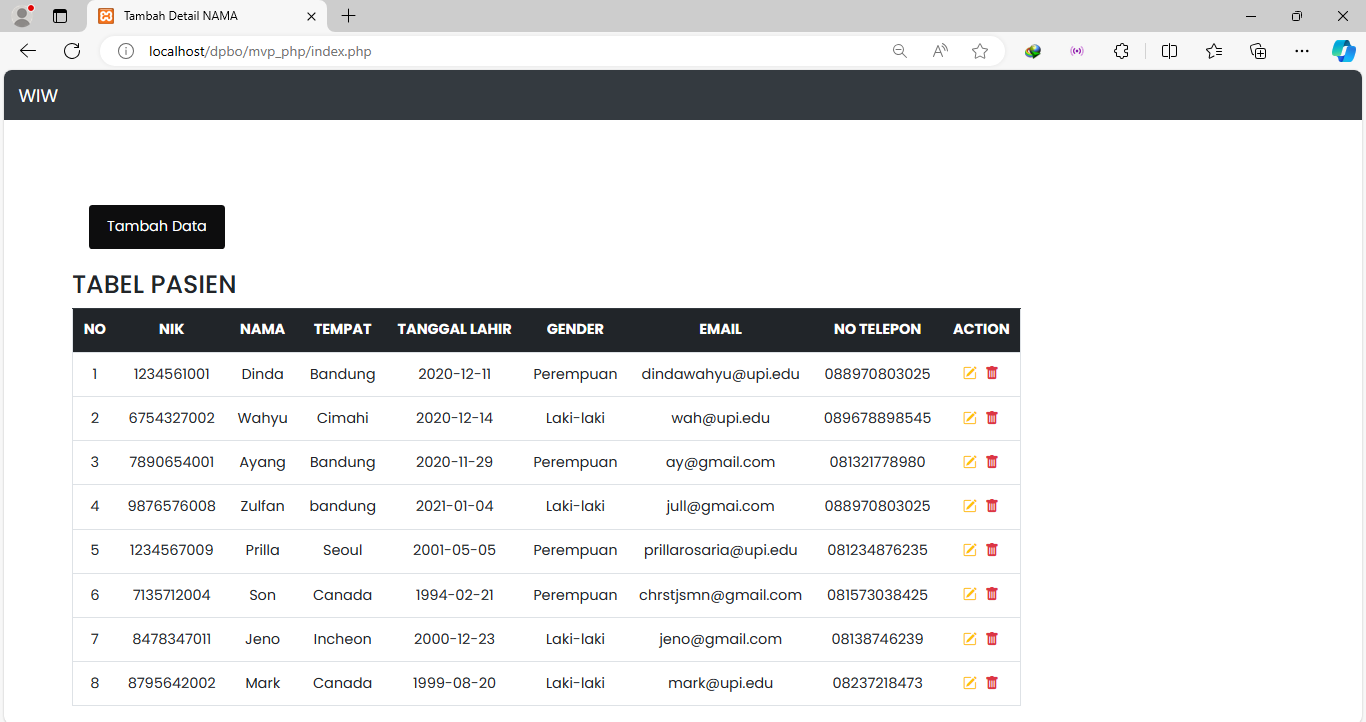 Tambah Detail NAMA
localhost/dpbo/mvp_php/index.php
WIW
Tambah Data
TABEL PASIEN
NO NIK NAMA TEMPAT TANGGAL LAHIR GENDER EMAIL NO TELEPON ACTION
1 1234561001 Dinda Bandung 2020-12-11 Perempuan dindawahyu@upi.edu 088970803025
2 6754327002 Wahyu Cimahi 2020-12-14 Laki-laki wah@upi.edu 089678898545
3 7890654001 Ayang Bandung 2020-11-29 Perempuan ay@gmail.com 081321778980
4 9876576008 Zulfan bandung 2021-01-04 Laki-laki jull@gmai.com 088970803025
5 1234567009 Prilla Seoul 2001-05-05 Perempuan prillarosaria@upi.edu 081234876235
6 7135712004 Son Canada 1994-02-21 Perempuan chrstjsmn@gmail.com 081573038425
7 8478347011 Jeno Incheon 2000-12-23 Laki-laki jeno@gmail.com 08138746239
8 8795642002 Mark Canada 1999-08-20 Laki-laki mark@upi.edu 08237218473